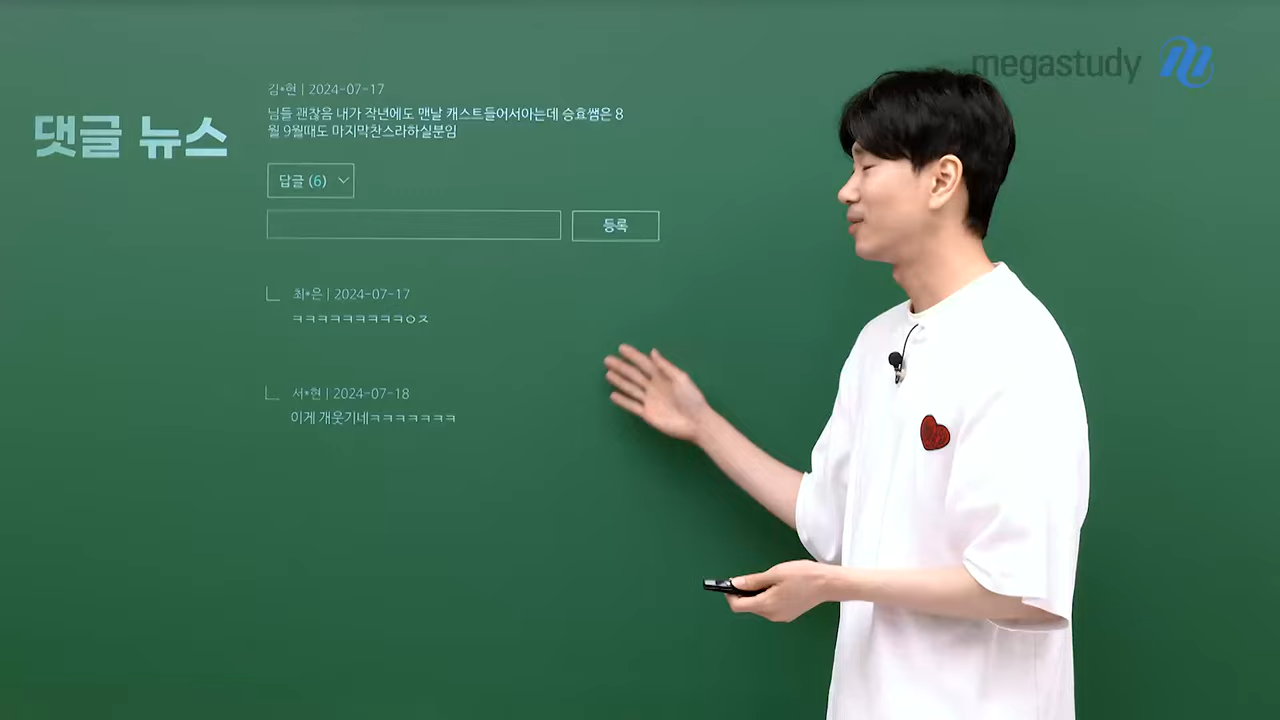 megastudy
댓글 뉴스
김*현 | 2024-07-17
님들 괜찮음 내가 작년에도 맨날 캐스트들어서아는데 승효쌤은 8
월 9월때도 마지막찬스라하실분임
답글 (6)
등록
최*은 | 2024-07-17
ㅋㅋㅋㅋㅋㅋㅋㅋㅋㅇㅈ
서*현 | 2024-07-18
이게 개웃기네ㅋㅋㅋㅋㅋㅋㅋ